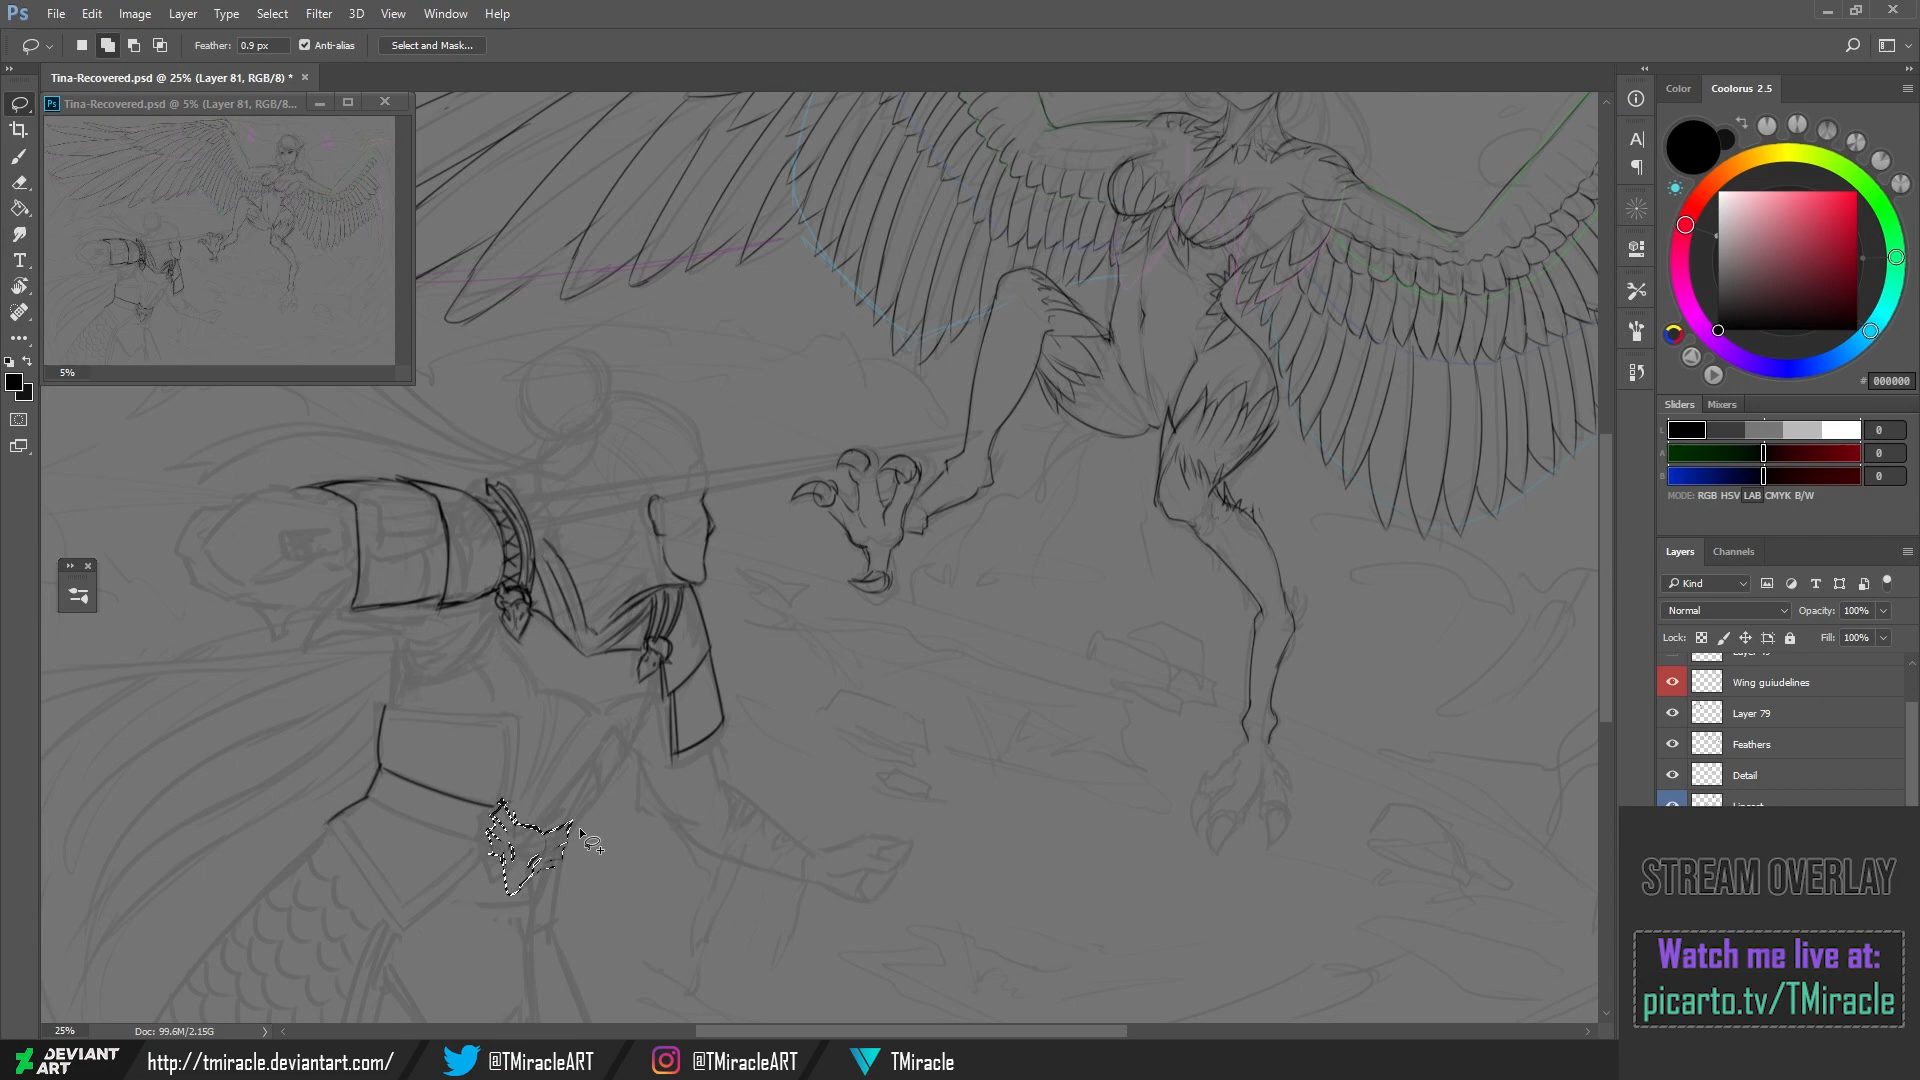 Ps File Edit Image Layer Type Select Filter 3D View Window Help
Feather: 0.9 px Anti-alias Select and Mask...
Tina-Recovered.psd @ 25% (Layer 81, RGB/8) *
Ps Tina-Recovered.psd @ 5% (Layer 81, RGB/8...
5%
Color Coolorus 2.5
# 000000
Sliders Mixers
L 0
A 0
B 0
MODE: RGB HSV LAB CMYK B/W
Layers Channels
Kind
Normal Opacity: 100%
Lock: Fill: 100%
Wing guiudelines
Layer 79
Feathers
Detail
25% Doc: 99.6M/2.15G
STREAM OVERLAY
Watch me live at:
picarto.tv/TMiracle
DEVIANT ART
http://tmiracle.deviantart.com/
@TMiracleART
@TMiracleART
TMiracle